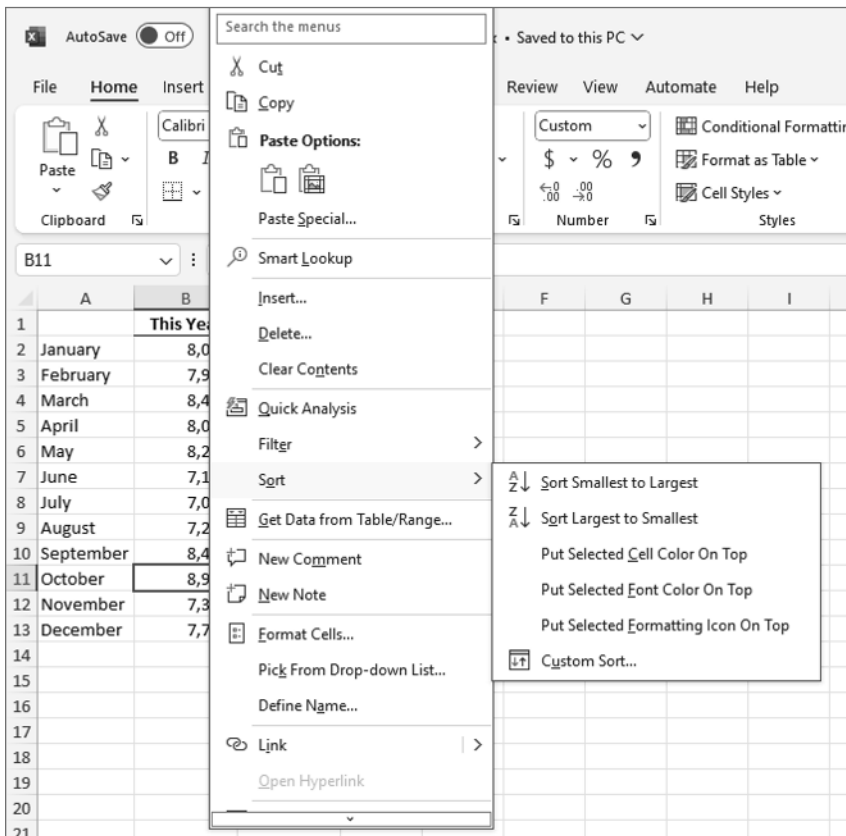 AutoSave Off
Search the menus
• Saved to this PC
File Home Insert
Review View Automate Help
Cut
Copy
Paste Options:
Paste Special...
Paste
Calibri
B I
Clipboard
Custom
$ % 9
Number
Conditional Formatti
Format as Table
Cell Styles
Styles
B11
Smart Lookup
Insert...
Delete...
Clear Contents
Quick Analysis
Filter
Sort
Get Data from Table/Range...
New Comment
New Note
Format Cells...
Pick From Drop-down List...
Define Name...
Link
Open Hyperlink
Sort Smallest to Largest
Sort Largest to Smallest
Put Selected Cell Color On Top
Put Selected Font Color On Top
Put Selected Formatting Icon On Top
Custom Sort...
A B F G H I
1 This Yea
2 January 8,0
3 February 7,9
4 March 8,4
5 April 8,0
6 May 8,2
7 June 7,1
8 July 7,0
9 August 7,2
10 September 8,4
11 October 8,9
12 November 7,3
13 December 7,7
14
15
16
17
18
19
20
21